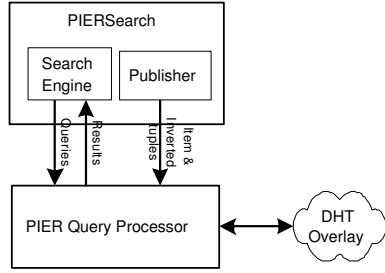 PIERSearch
Search
Engine
Publisher
Queries
Results
Item &
Inverted
tuples
PIER Query Processor
DHT
Overlay